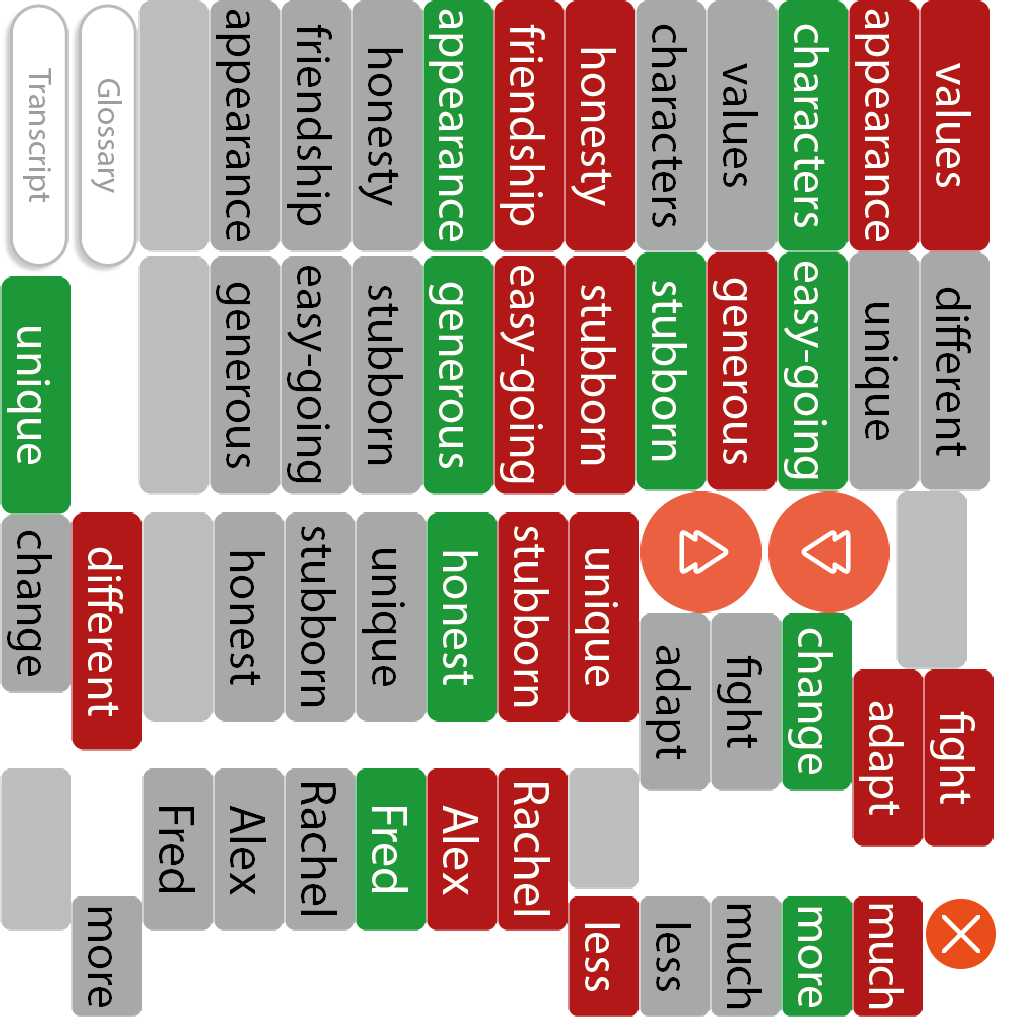 values
different
fight
appearance
unique
adapt
much
characters
easy-going
change
more
values
generous
fight
much
characters
stubborn
adapt
less
honesty
stubborn
unique
less
friendship
easy-going
stubborn
Rachel
appearance
generous
honest
Alex
honesty
stubborn
unique
Fred
friendship
easy-going
stubborn
Rachel
appearance
generous
honest
Alex
Fred
Glossary
different
more
Transcript
unique
change